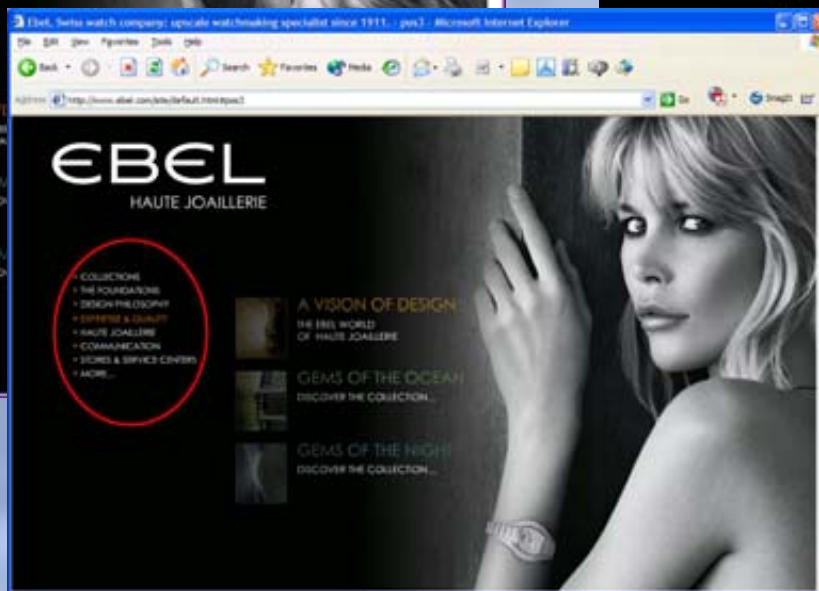 Ebel, Swiss watch company: upscale watchmaking specialist since 1911. - pos3 - Microsoft Internet Explorer
File Edit View Favorites Tools Help
Back Search Favorites Media
Address http://www.ebel.com/site/default.html#pos3 Go SnagIt
EBEL
HAUTE JOAILLERIE
COLLECTIONS
THE FOUNDATIONS
DESIGN PHILOSOPHY
EXPERTISE & QUALITY
HAUTE JOAILLERIE
COMMUNICATION
STORES & SERVICE CENTERS
MORE...
A VISION OF DESIGN
THE EBEL WORLD
OF HAUTE JOAILLERIE
GEMS OF THE OCEAN
DISCOVER THE COLLECTION...
GEMS OF THE NIGHT
DISCOVER THE COLLECTION...